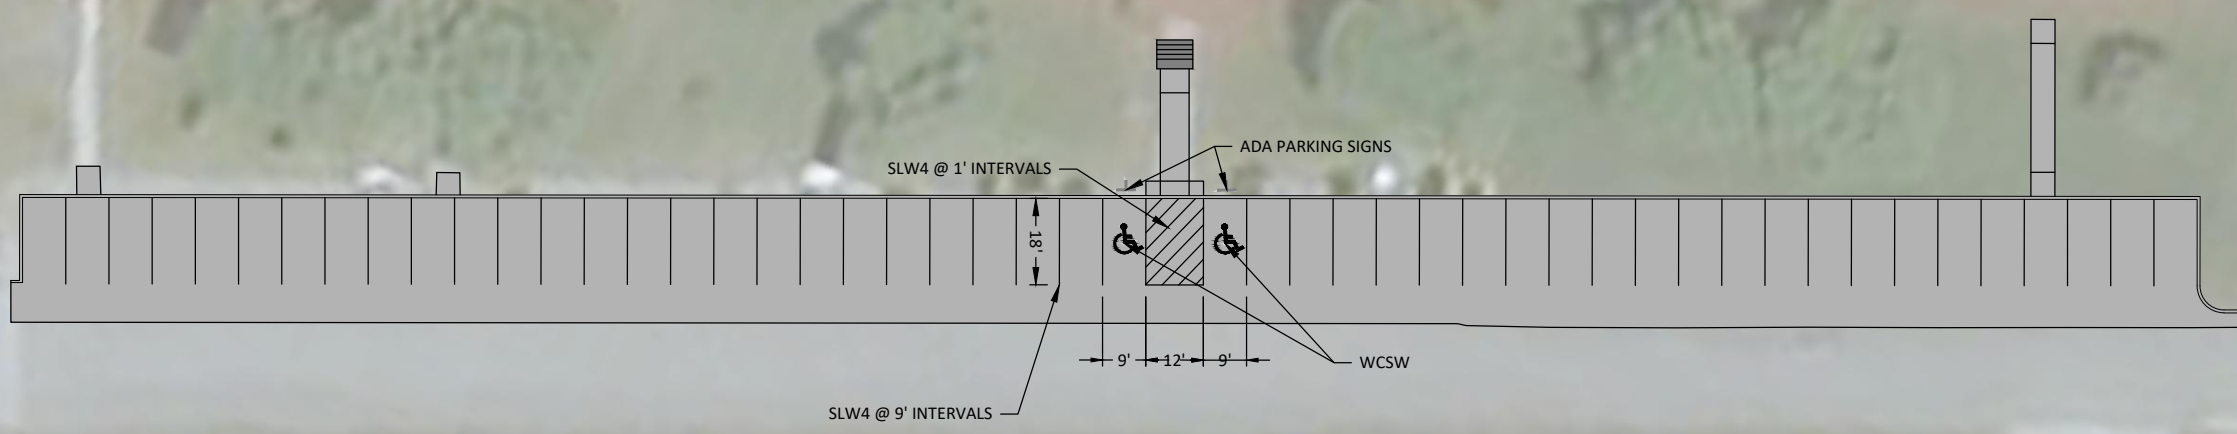 ADA PARKING SIGNS
SLW4 @ 1' INTERVALS
18'
9'
12'
9'
WCSW
SLW4 @ 9' INTERVALS